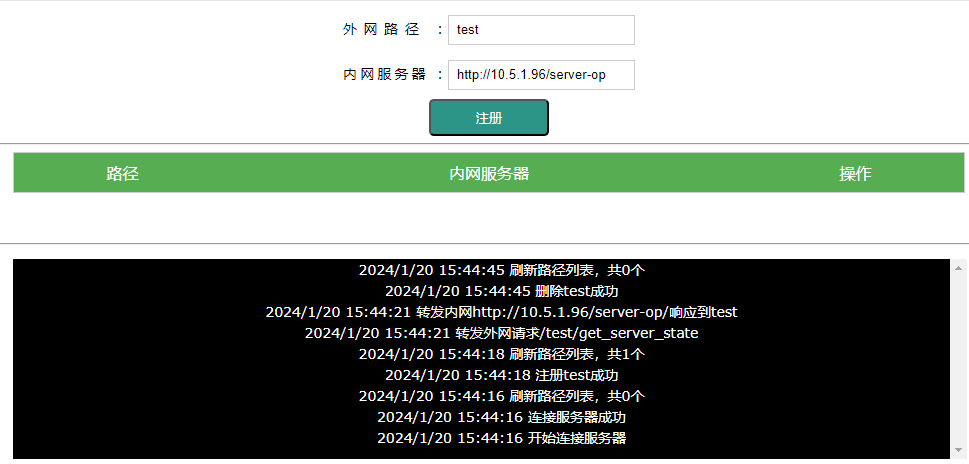 外网路径 : test
内网服务器 : http://10.5.1.96/server-op
注册
路径 内网服务器 操作
2024/1/20 15:44:45 刷新路径列表，共0个
2024/1/20 15:44:45 删除test成功
2024/1/20 15:44:21 转发内网http://10.5.1.96/server-op/响应到test
2024/1/20 15:44:21 转发外网请求/test/get_server_state
2024/1/20 15:44:18 刷新路径列表，共1个
2024/1/20 15:44:18 注册test成功
2024/1/20 15:44:16 刷新路径列表，共0个
2024/1/20 15:44:16 连接服务器成功
2024/1/20 15:44:16 开始连接服务器